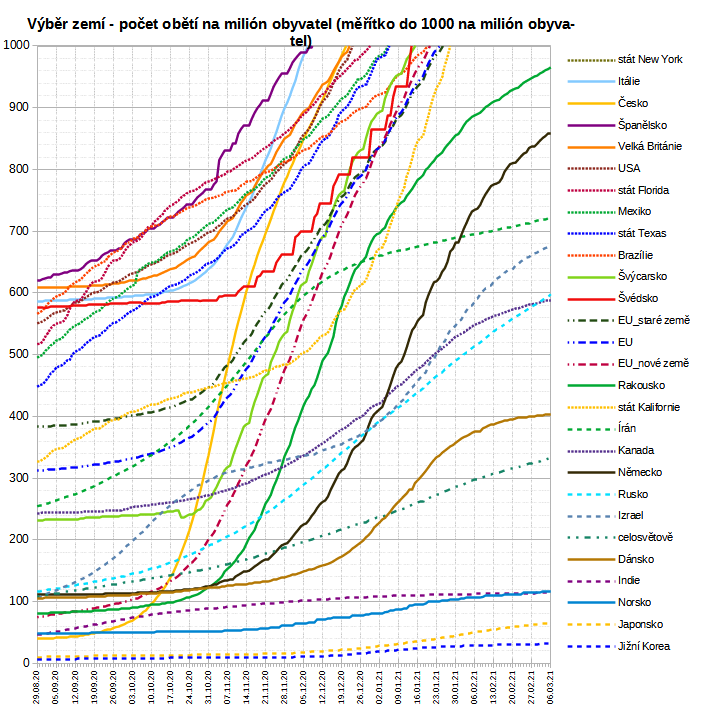 Výběr zemí - počet obětí na milión obyvatel (měřítko do 1000 na milión obyva-
tel)
1000
900
800
700
600
500
400
300
200
100
0
29.08.20
05.09.20
12.09.20
19.09.20
26.09.20
03.10.20
10.10.20
17.10.20
24.10.20
31.10.20
07.11.20
14.11.20
21.11.20
28.11.20
05.12.20
12.12.20
19.12.20
26.12.20
02.01.21
09.01.21
16.01.21
23.01.21
30.01.21
06.02.21
13.02.21
20.02.21
27.02.21
06.03.21
stát New York
Itálie
Česko
Španělsko
Velká Británie
USA
stát Florida
Mexiko
stát Texas
Brazílie
Švýcarsko
Švédsko
EU_staré země
EU
EU_nové země
Rakousko
stát Kalifornie
Írán
Kanada
Německo
Rusko
Izrael
celosvětově
Dánsko
Indie
Norsko
Japonsko
Jižní Korea